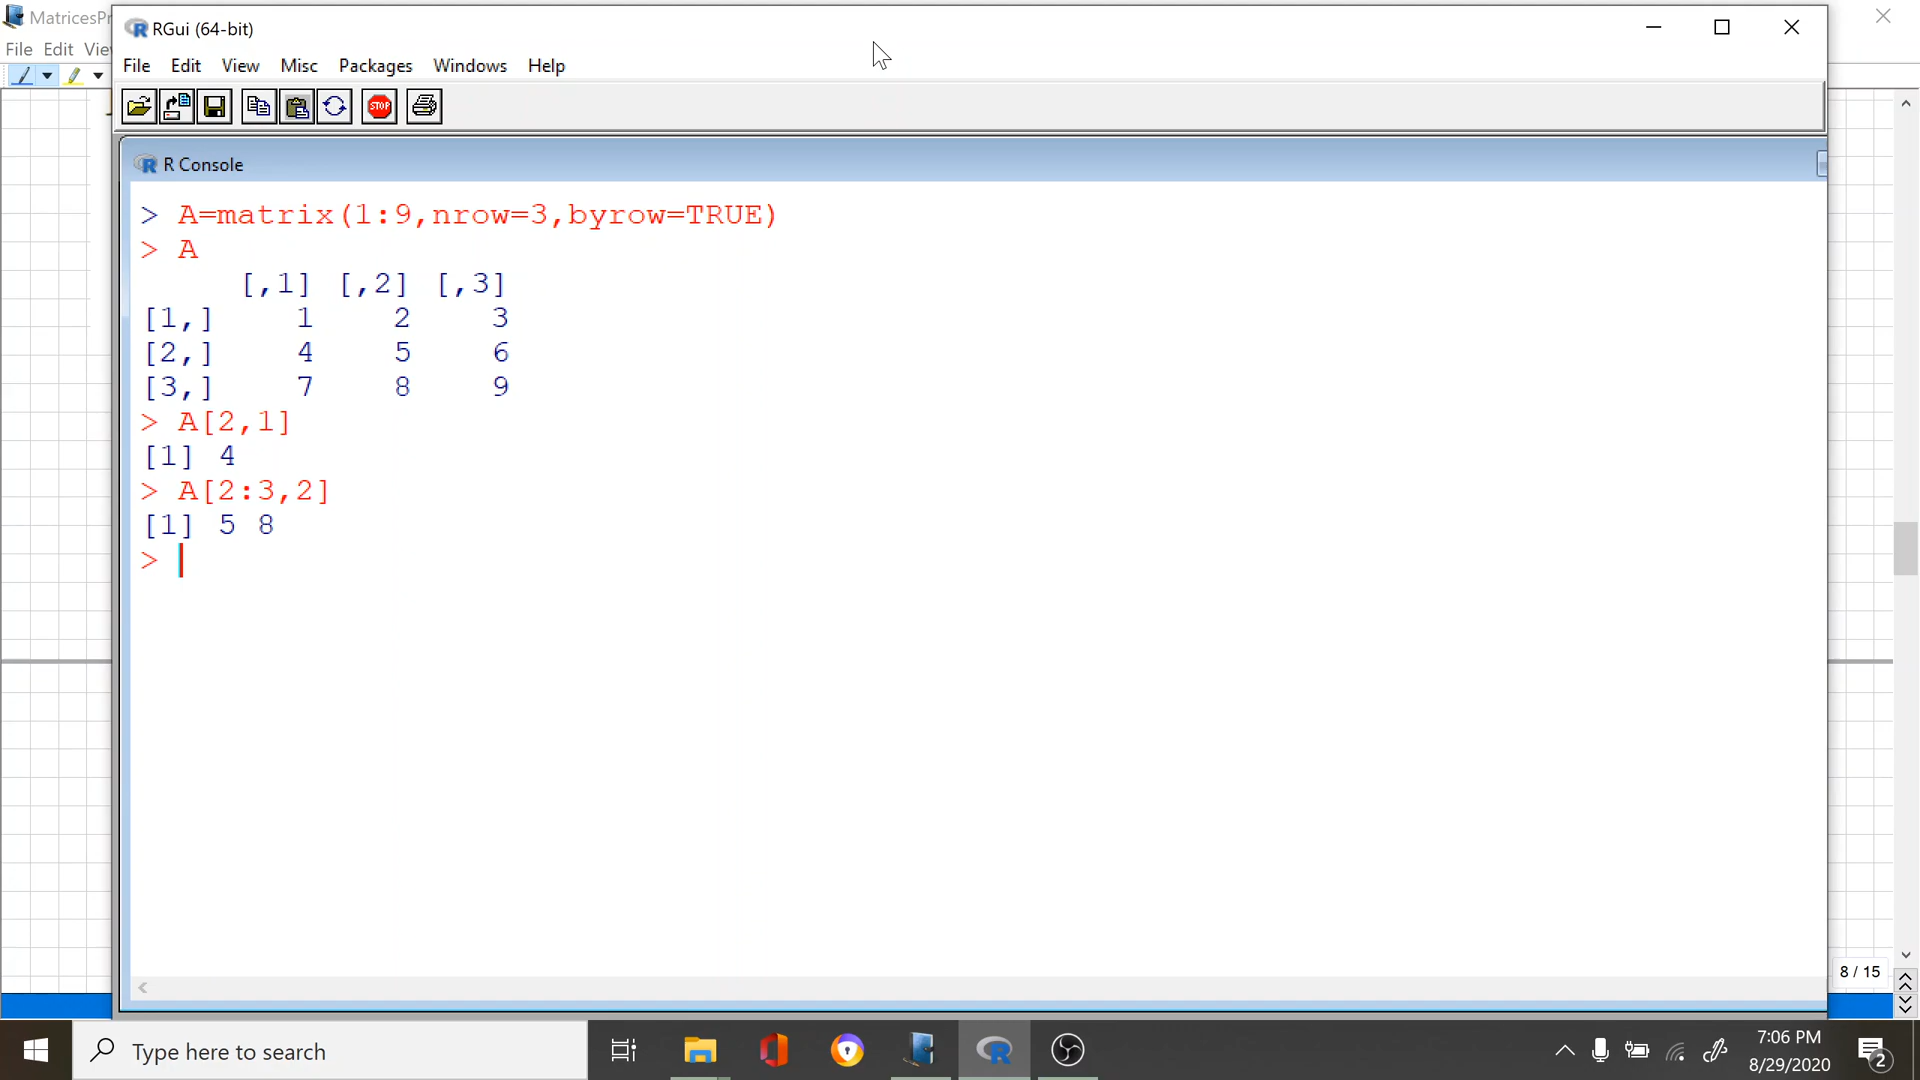 MatricesPr
File Edit Vie
RGui (64-bit)
File Edit View Misc Packages Windows Help
STOP
R Console
> A=matrix(1:9,nrow=3,byrow=TRUE)
> A
[,1] [,2] [,3]
[1,] 1 2 3
[2,] 4 5 6
[3,] 7 8 9
> A[2,1]
[1] 4
> A[2:3,2]
[1] 5 8
>
8 / 15
Type here to search
7:06 PM
8/29/2020
2